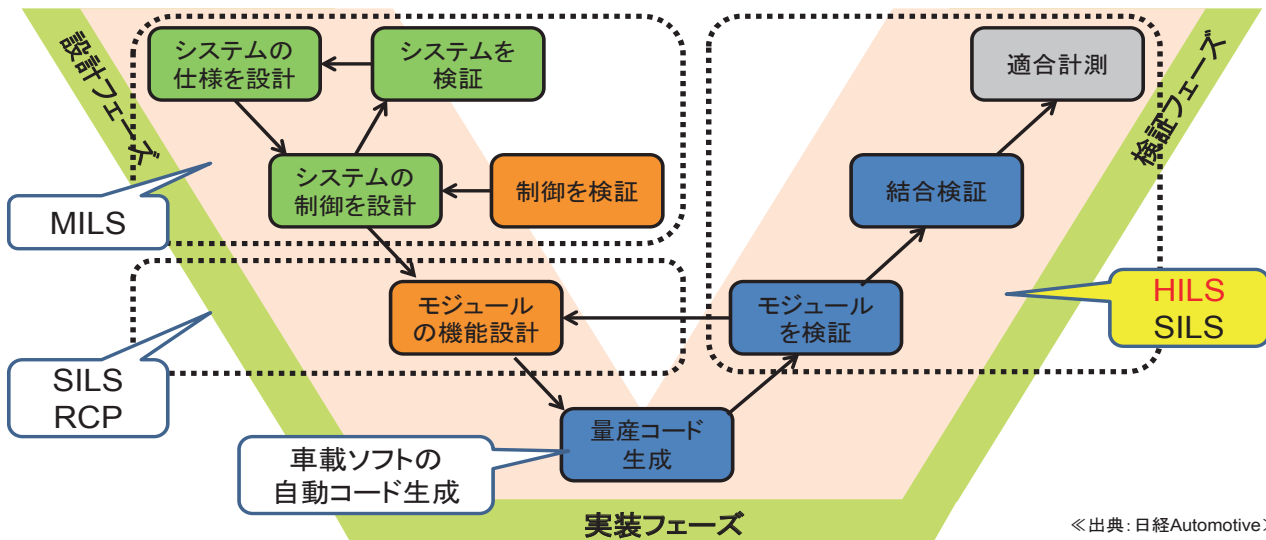 設計フェーズ
システムの
仕様を設計
システムを
検証
適合計測
検証フェーズ
システムの
制御を設計
制御を検証
結合検証
MILS
モジュール
の機能設計
モジュール
を検証
HILS
SILS
SILS
RCP
量産コード
生成
車載ソフトの
自動コード生成
実装フェーズ
≪出典:日経Automotive≫